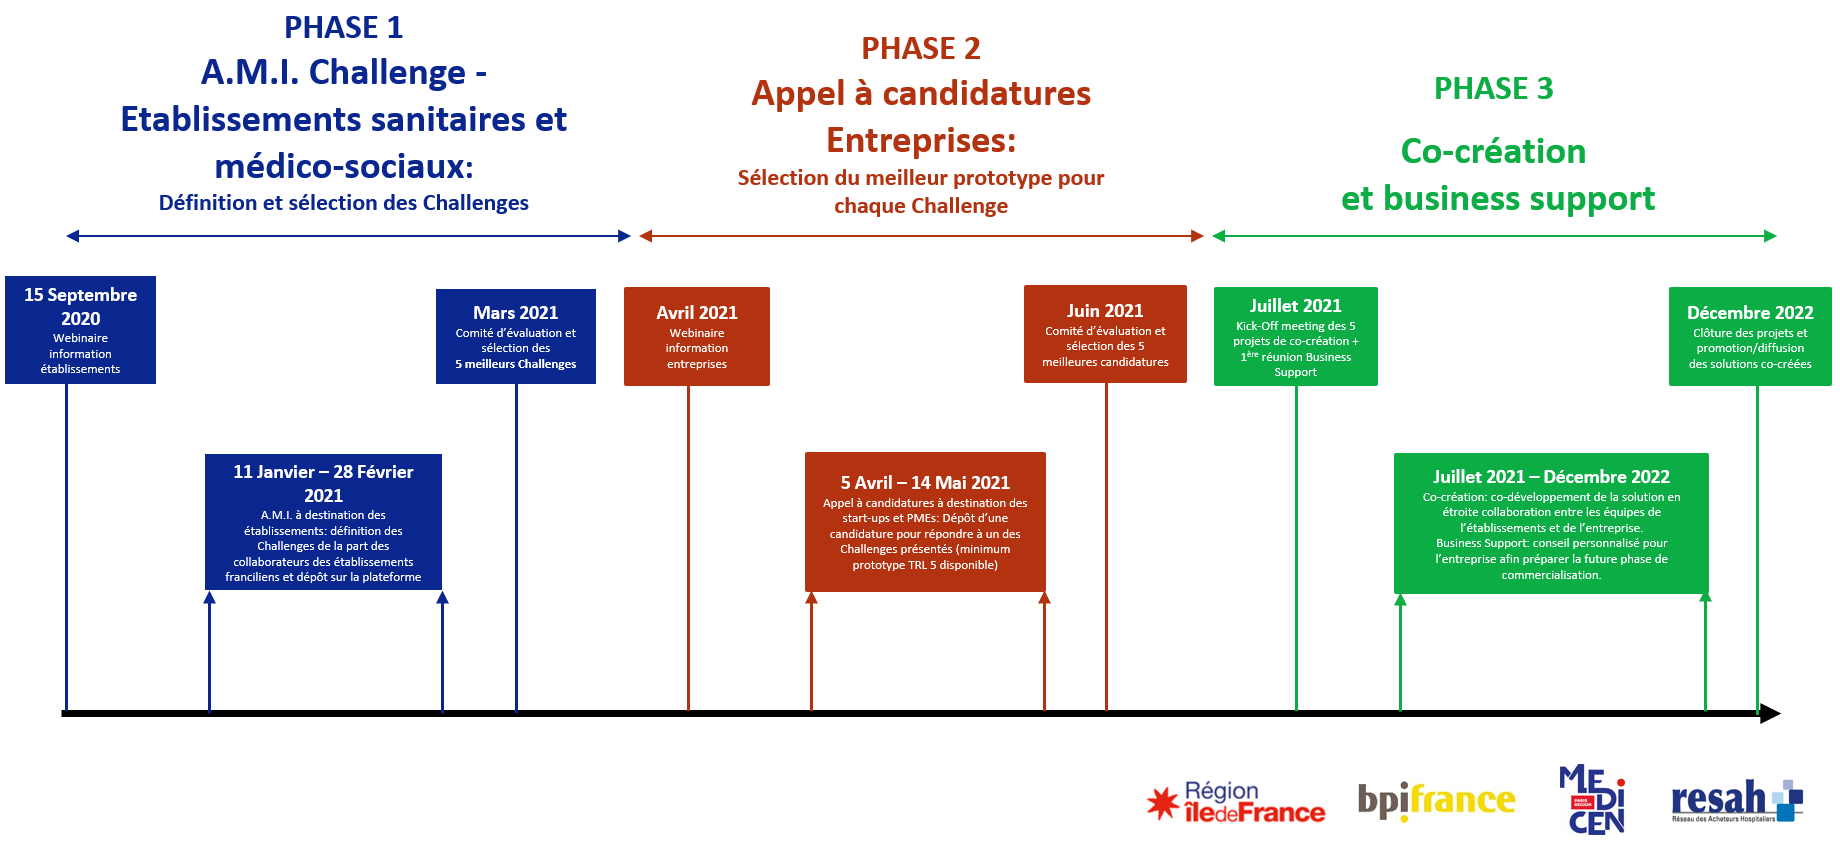 PHASE 1
A.M.I. Challenge -
Etablissements sanitaires et
médico-sociaux:
Définition et sélection des Challenges
PHASE 2
Appel à candidatures
Entreprises:
Sélection du meilleur prototype pour
chaque Challenge
PHASE 3
Co-création
et business support
15 Septembre
2020
Webinaire
information
établissements
Mars 2021
Comité d'évaluation et
sélection des
5 meilleurs Challenges
Avril 2021
Webinaire
information
entreprises
Juin 2021
Comité d'évaluation et
sélection des 5
meilleures candidatures
Juillet 2021
Kick-Off meeting des 5
projets de co-création +
1ère réunion Business
Support
Décembre 2022
Clôture des projets et
promotion/diffusion
des solutions co-créées
11 Janvier – 28 Février
2021
A.M.I. à destination des
établissements: définition des
Challenges de la part des
collaborateurs des établissements
franciliens et dépôt sur la plateforme
5 Avril – 14 Mai 2021
Appel à candidatures à destination des
start-ups et PMEs: Dépôt d'une
candidature pour répondre à un des
Challenges présentés (minimum
prototype TRL 5 disponible)
Juillet 2021 – Décembre 2022
Co-création: co-développement de la solution en
étroite collaboration entre les équipes de
l'établissements et de l'entreprise.
Business Support: conseil personnalisé pour
l'entreprise afin préparer la future phase de
commercialisation.
Région
îledeFrance
bpifrance
MEDICEN
PARIS REGION
resah
Réseau des Acheteurs Hospitaliers